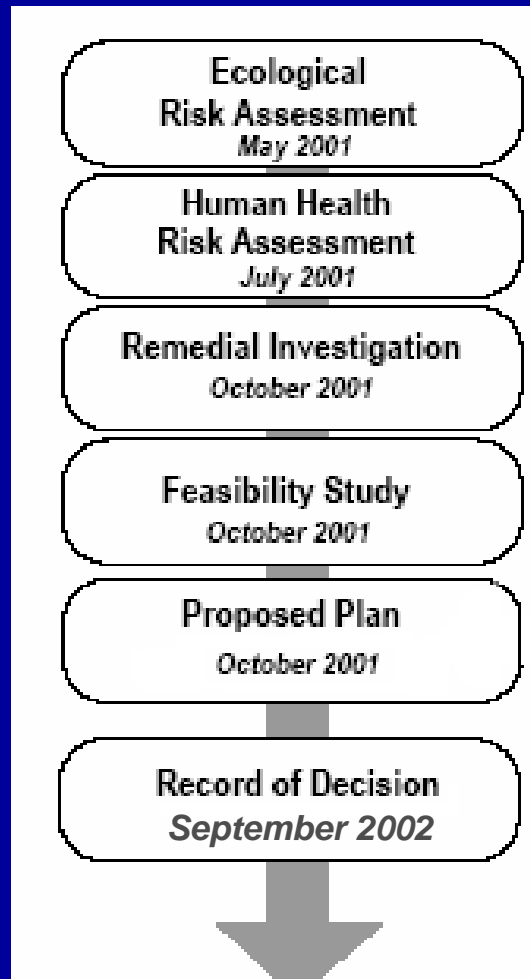 Ecological
Risk Assessment
May 2001
Human Health
Risk Assessment
July 2001
Remedial Investigation
October 2001
Feasibility Study
October 2001
Proposed Plan
October 2001
Record of Decision
September 2002